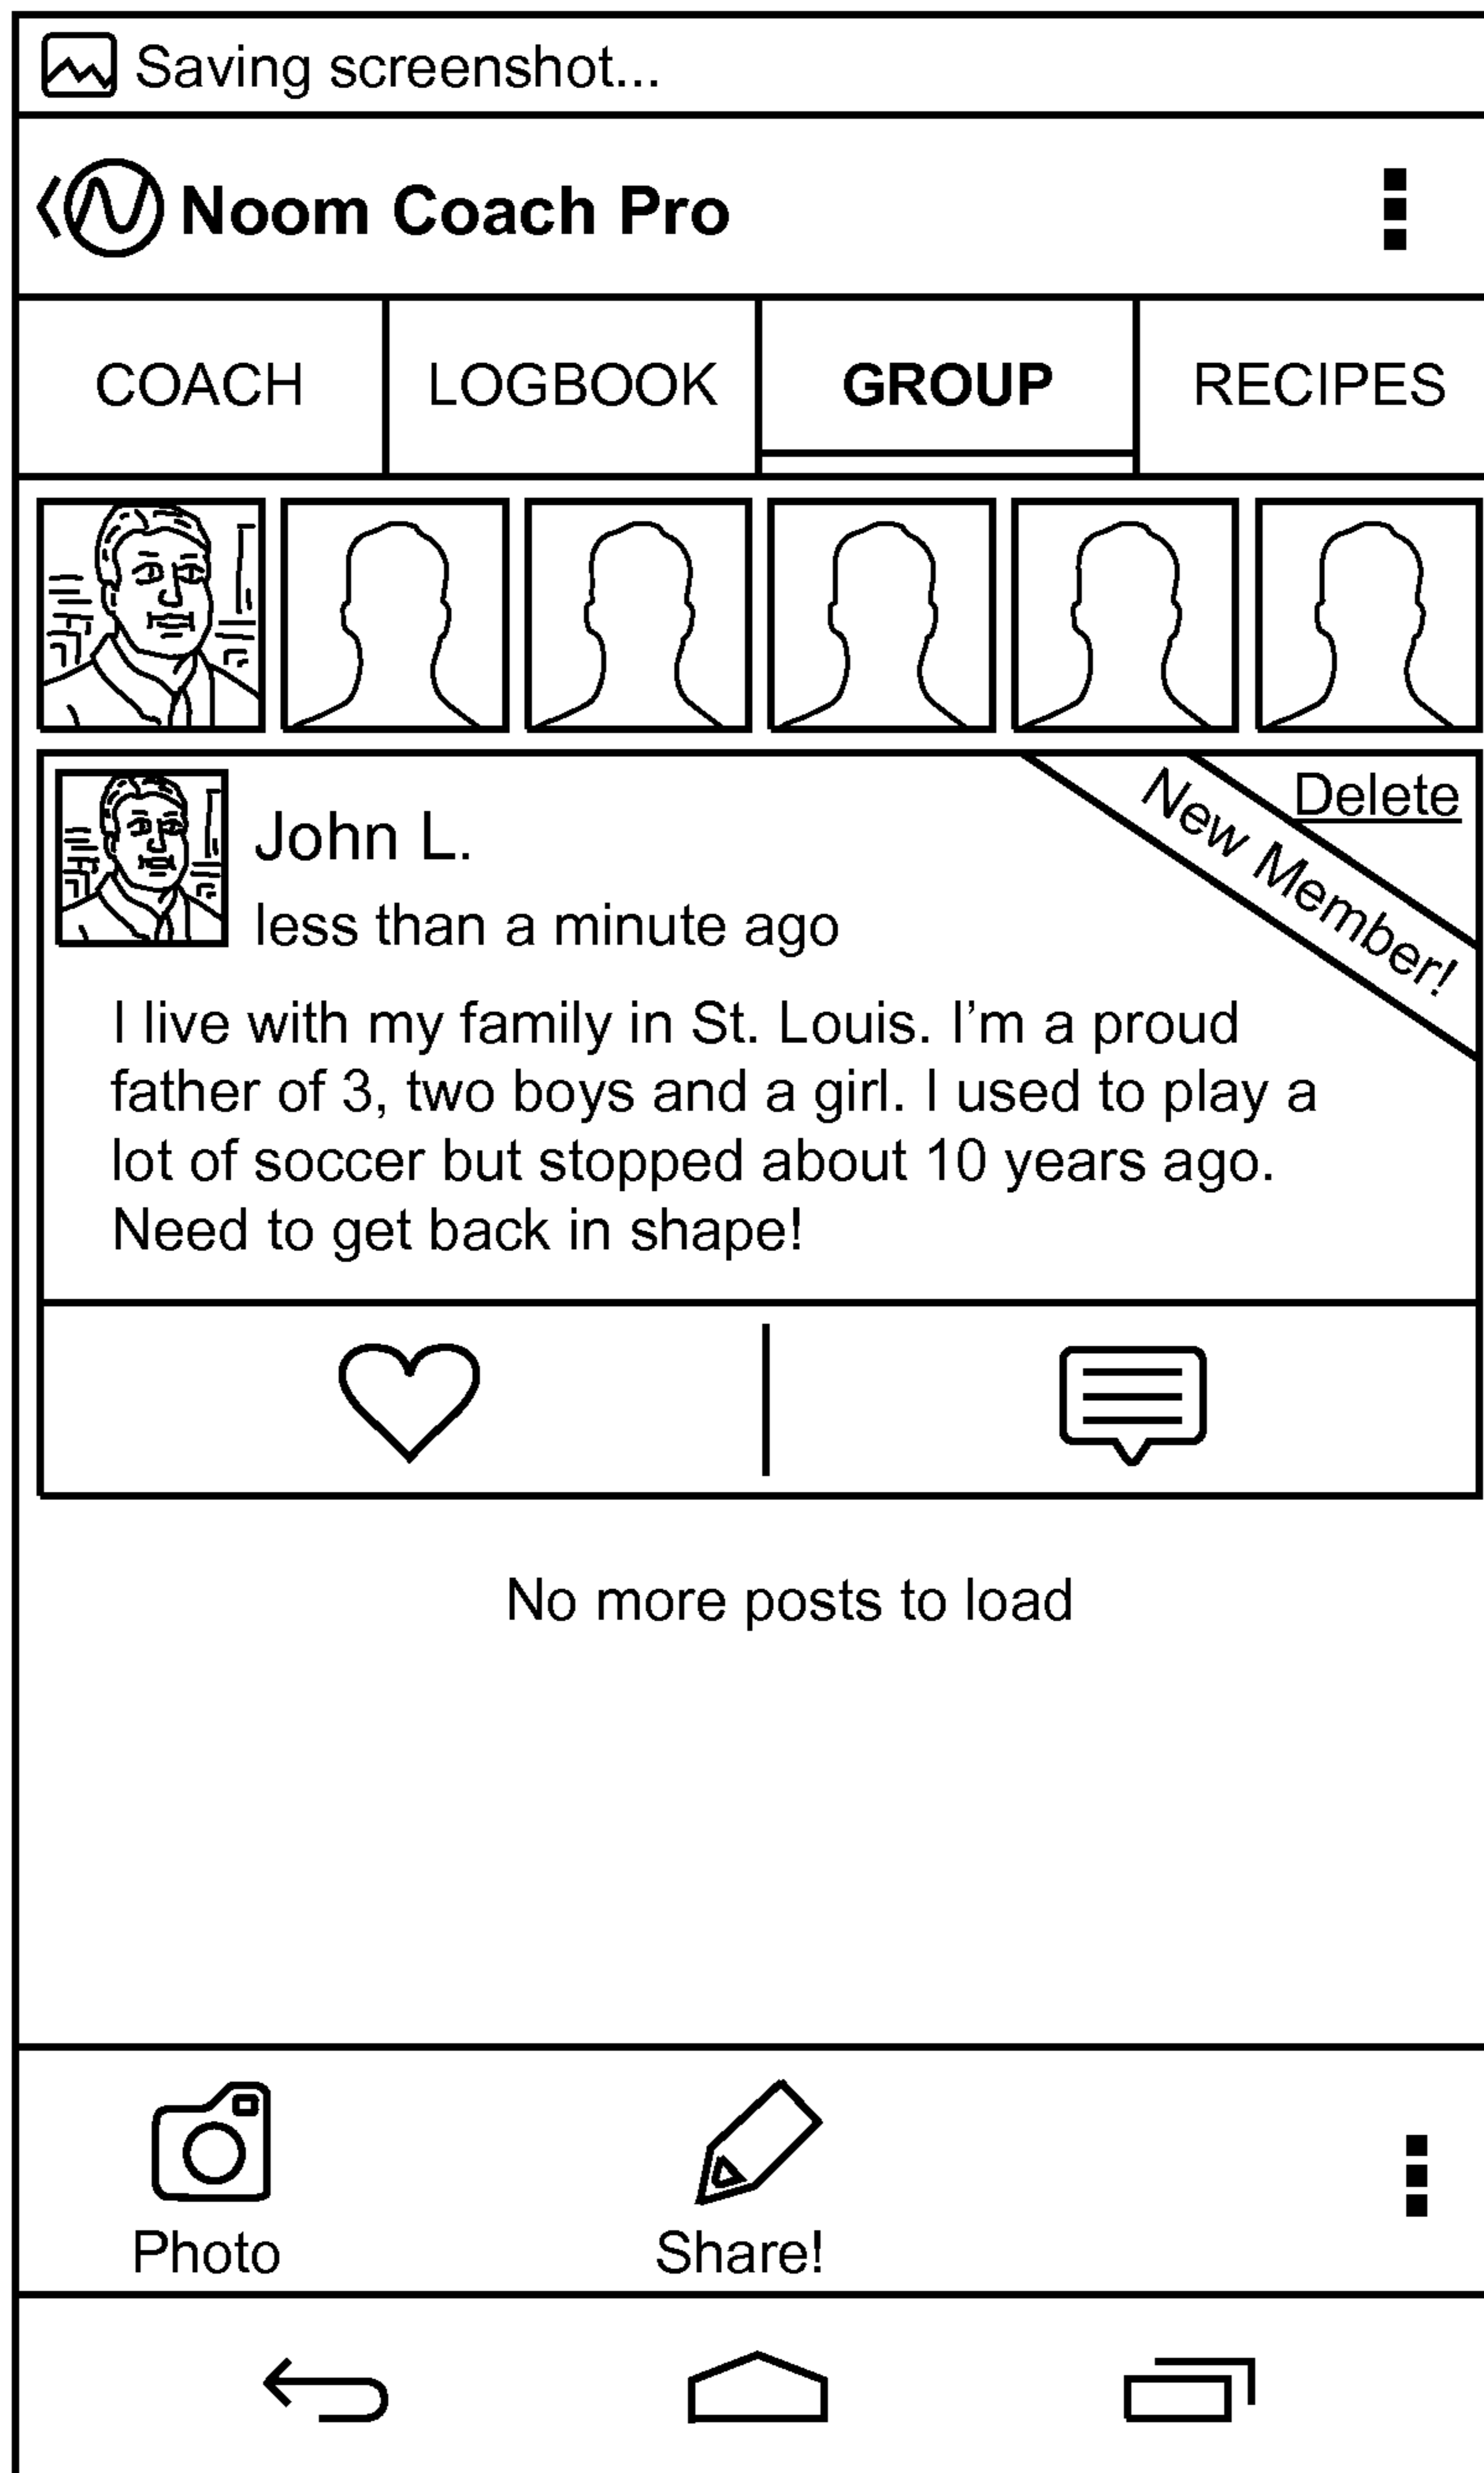 Saving screenshot...
Noom Coach Pro
COACH
LOGBOOK
GROUP
RECIPES
John L.
less than a minute ago
New Member!
Delete
I live with my family in St. Louis. I'm a proud
father of 3, two boys and a girl. I used to play a
lot of soccer but stopped about 10 years ago.
Need to get back in shape!
No more posts to load
Photo
Share!